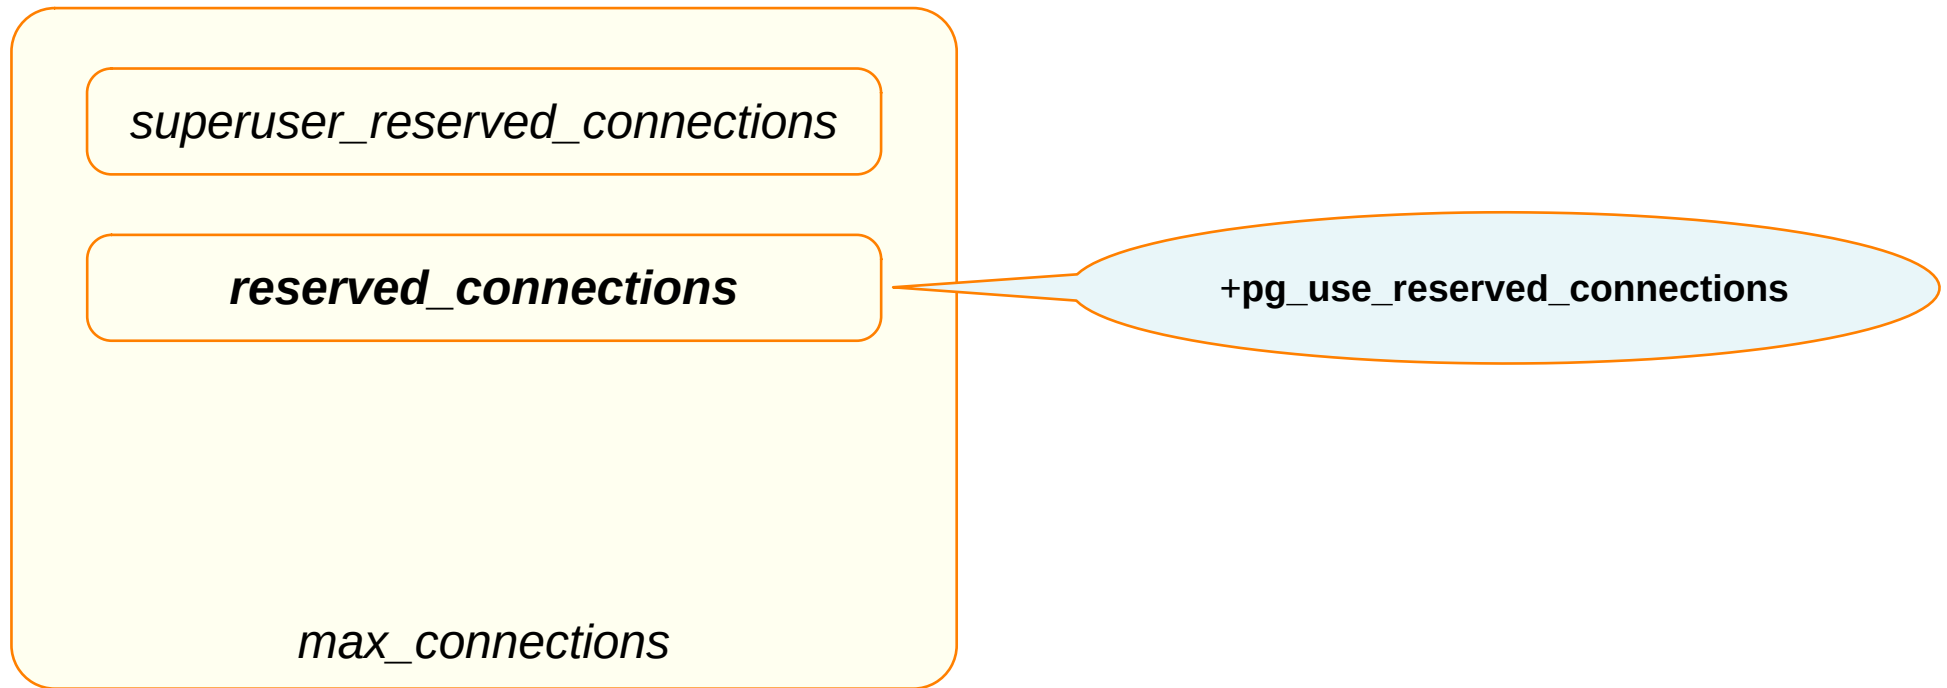 superuser_reserved_connections
reserved_connections
+pg_use_reserved_connections
max_connections